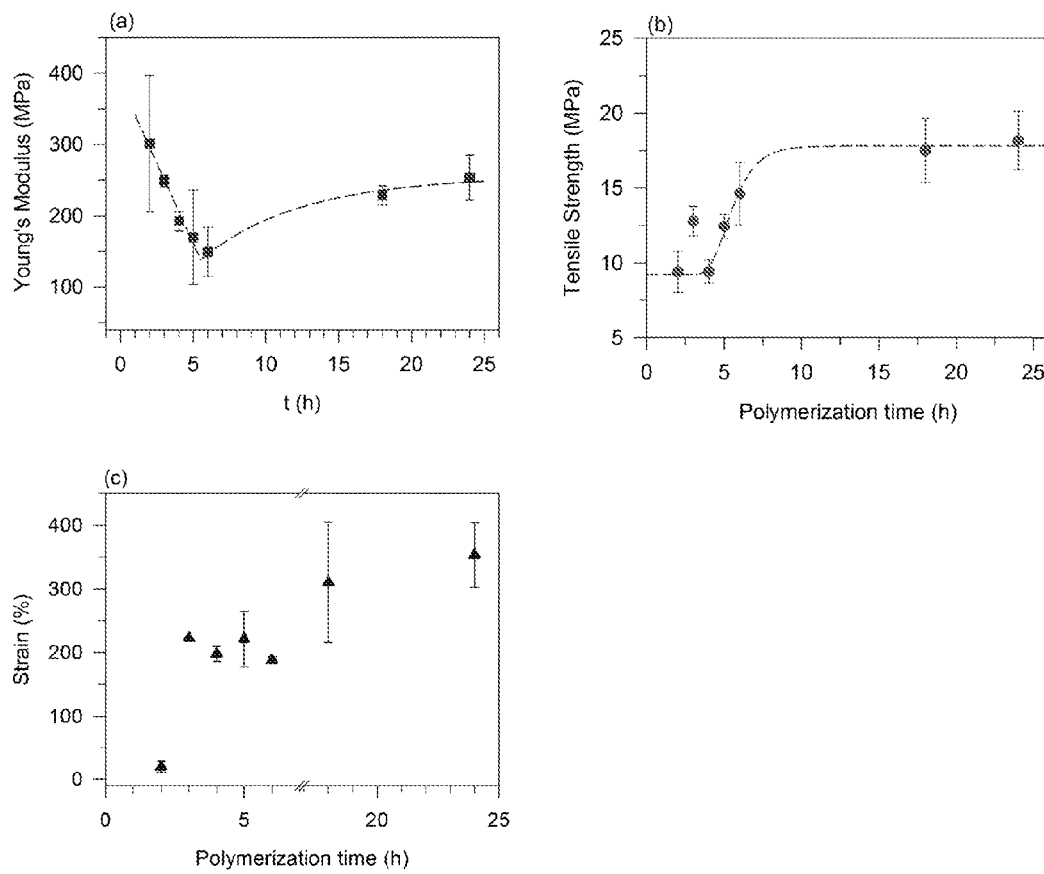 (a)
Young's Modulus (MPa)
400
300
200
100
0 5 10 15 20 25
t (h)
(b)
Tensile Strength (MPa)
25
20
15
10
5
0 5 10 15 20 25
Polymerization time (h)
(c)
Strain (%)
400
300
200
100
0
0 5 20 25
Polymerization time (h)